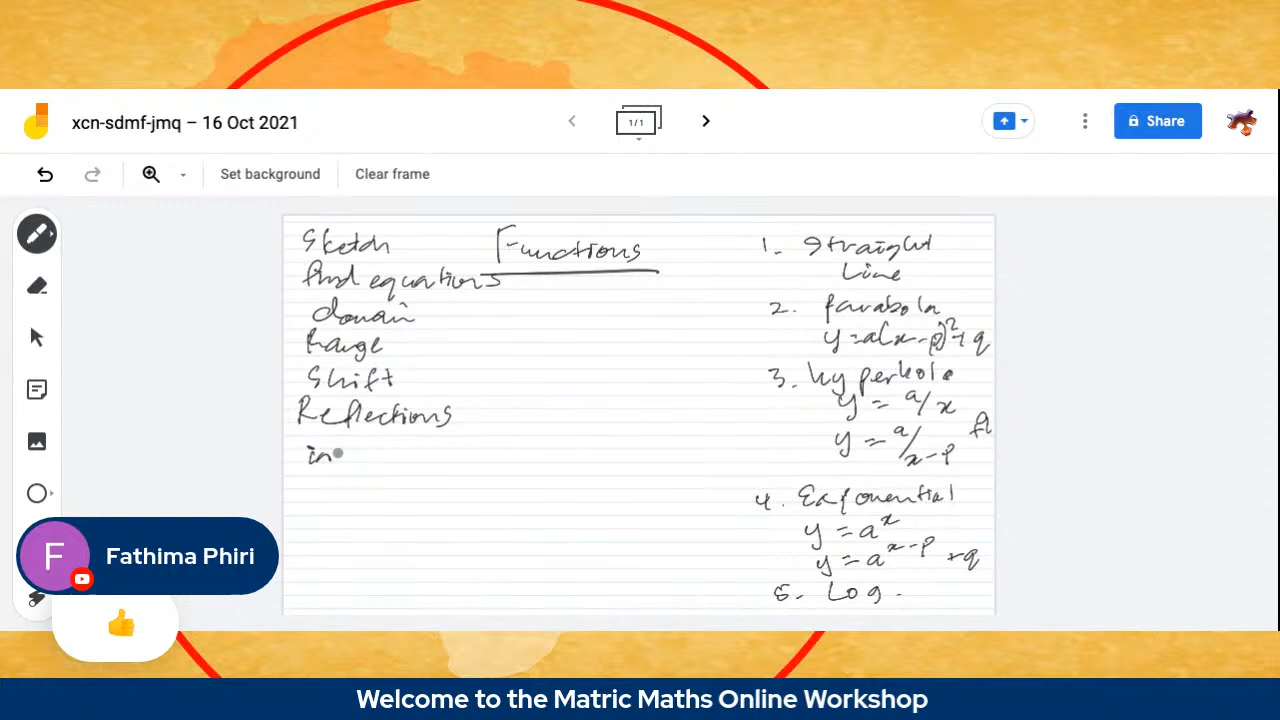 xcn-sdmf-jmq – 16 Oct 2021
1/1
Share
Set background
Clear frame
Functions
Sketch
find equations
domain
Range
Shift
Reflections
in
1. Straight
Line
2. parabola
y = a(x - p)² + q
3. hyperbola
y = a/x
y = a/x-p
4. Exponential
y = a^x
y = a^x-p +q
5. Log.
F
Fathima Phiri
Welcome to the Matric Maths Online Workshop